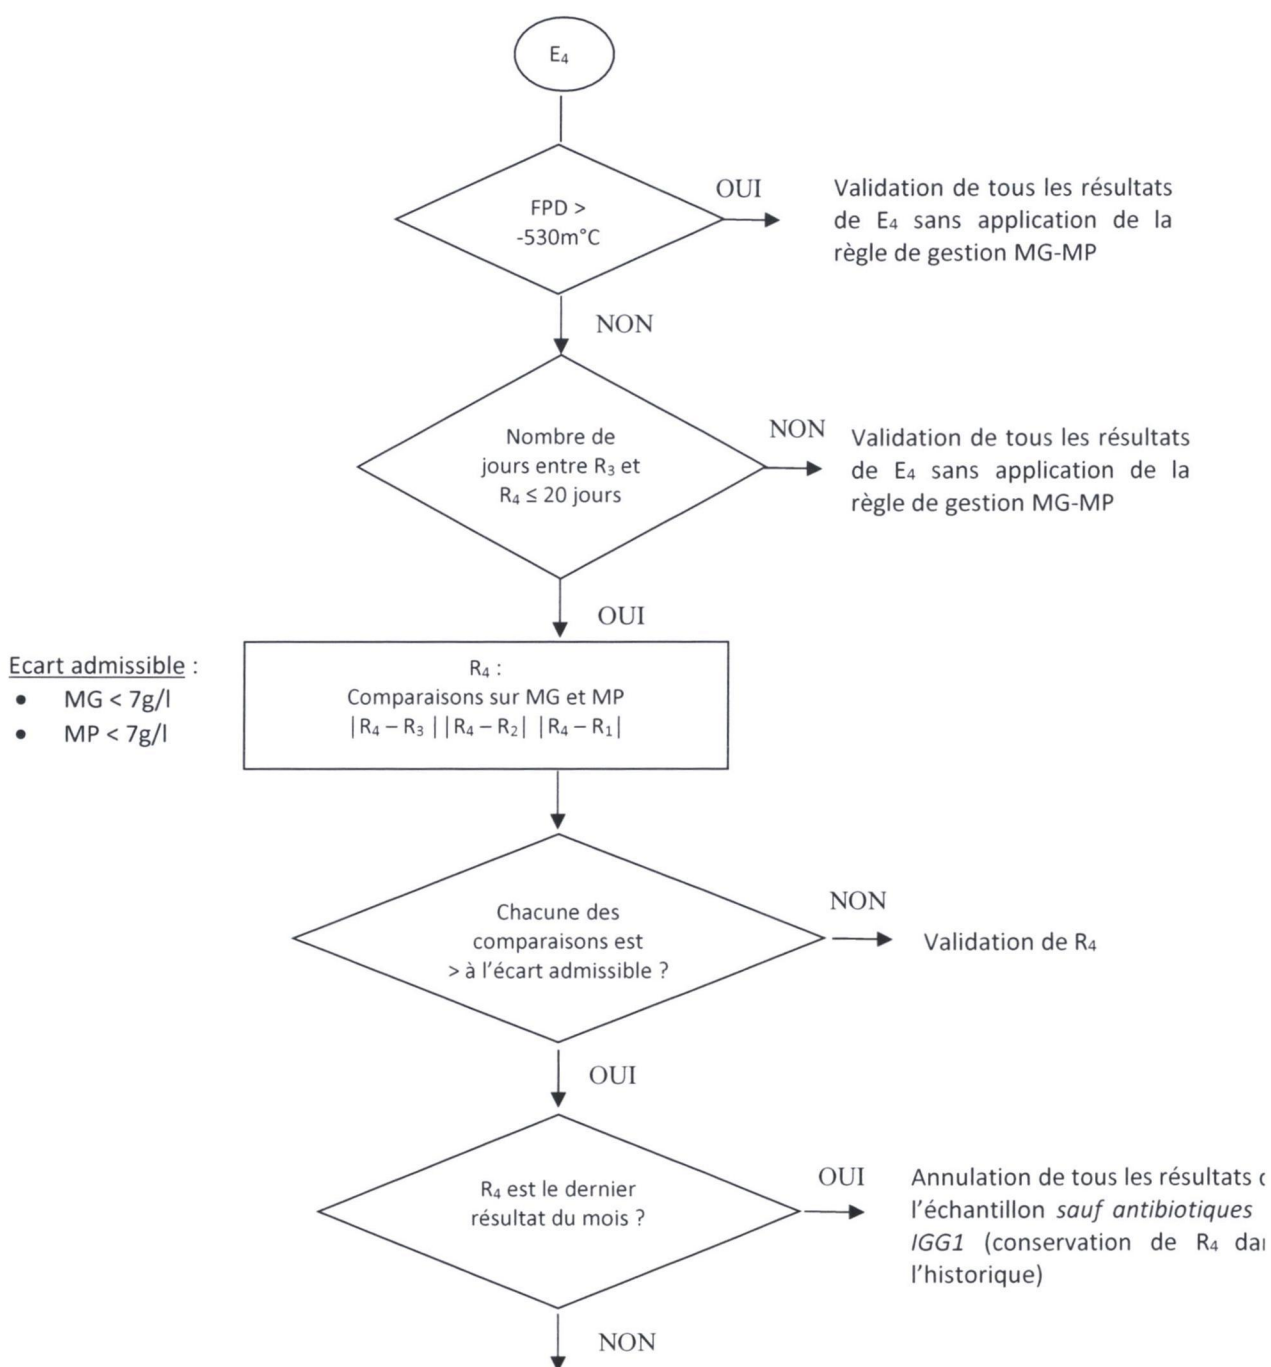 E4
FPD >
-530m°C
OUI
Validation de tous les résultats
de E4 sans application de la
règle de gestion MG-MP
NON
Nombre de
jours entre R3 et
R4 ≤ 20 jours
NON
Validation de tous les résultats
de E4 sans application de la
règle de gestion MG-MP
OUI
Ecart admissible :
• MG < 7g/l
• MP < 7g/l
R4 :
Comparaisons sur MG et MP
|R4 – R3 | |R4 – R2| |R4 – R1|
Chacune des
comparaisons est
> à l'écart admissible ?
NON
Validation de R4
OUI
R4 est le dernier
résultat du mois ?
OUI
Annulation de tous les résultats
l'échantillon sauf antibiotiques
IGG1 (conservation de R4
l'historique)
NON